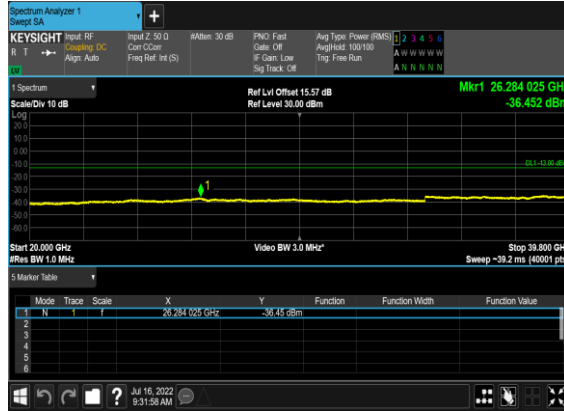 Spectrum Analyzer 1
Swept SA
+
KEYSIGHT
R T
LXI
Input: RF
Coupling: DC
Align: Auto
Input Z: 50 Ω
Corr CCorr
Freq Ref: Int (S)
#Atten: 30 dB
PNO: Fast
Gate: Off
IF Gain: Low
Sig Track: Off
Avg Type: Power (RMS)
Avg|Hold: 100/100
Trig: Free Run
1 2 3 4 5 6
A W W W W W
A N N N N N
1 Spectrum
Scale/Div 10 dB
Log
Ref Lvl Offset 15.57 dB
Ref Level 30.00 dBm
Mkr1 26.284 025 GH
-36.452 dBm
20.0
10.0
0.00
-10.0
-20.0
-30.0
-40.0
-50.0
-60.0
DL1 -13.00 dB
1
Start 20.000 GHz
#Res BW 1.0 MHz
Video BW 3.0 MHz*
Stop 39.800 GH
Sweep ~39.2 ms (40001 pts
5 Marker Table
Mode Trace Scale X Y Function Function Width Function Value
1 N 1 f 26.284 025 GHz -36.45 dBm
2
3
4
5
6
?
Jul 16, 2022
9:31:58 AM